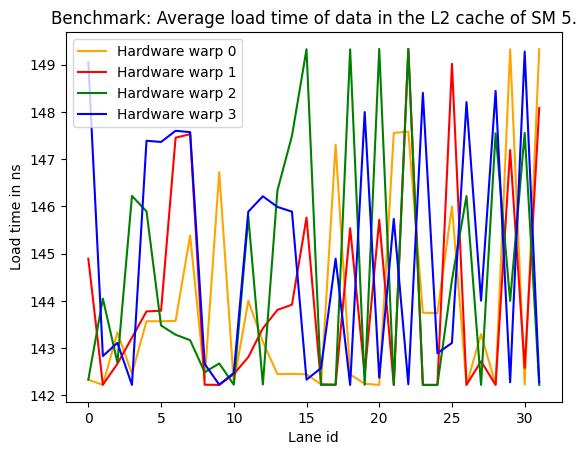 Benchmark: Average load time of data in the L2 cache of SM 5.
Hardware warp 0
Hardware warp 1
Hardware warp 2
Hardware warp 3
149
148
147
146
145
144
143
142
Load time in ns
0 5 10 15 20 25 30
Lane id